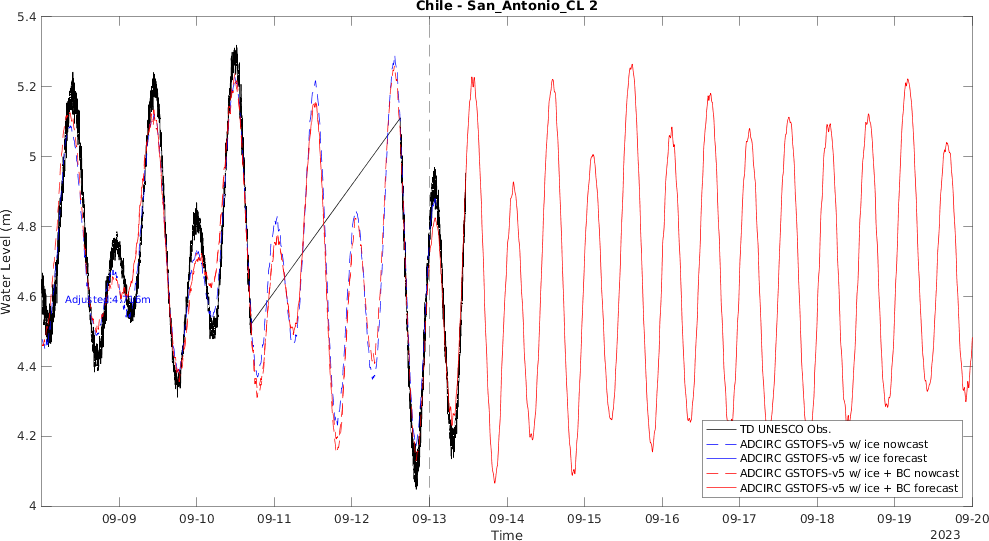 Chile - San_Antonio_CL 2
5.4
5.2
5
4.8
4.6
4.4
4.2
4
Water Level (m)
TD UNESCO Obs.
ADCIRC GSTOFS-v5 w/ ice nowcast
ADCIRC GSTOFS-v5 w/ ice forecast
ADCIRC GSTOFS-v5 w/ ice + BC nowcast
ADCIRC GSTOFS-v5 w/ ice + BC forecast
09-09 09-10 09-11 09-12 09-13 09-14 09-15 09-16 09-17 09-18 09-19 09-20
Time
2023